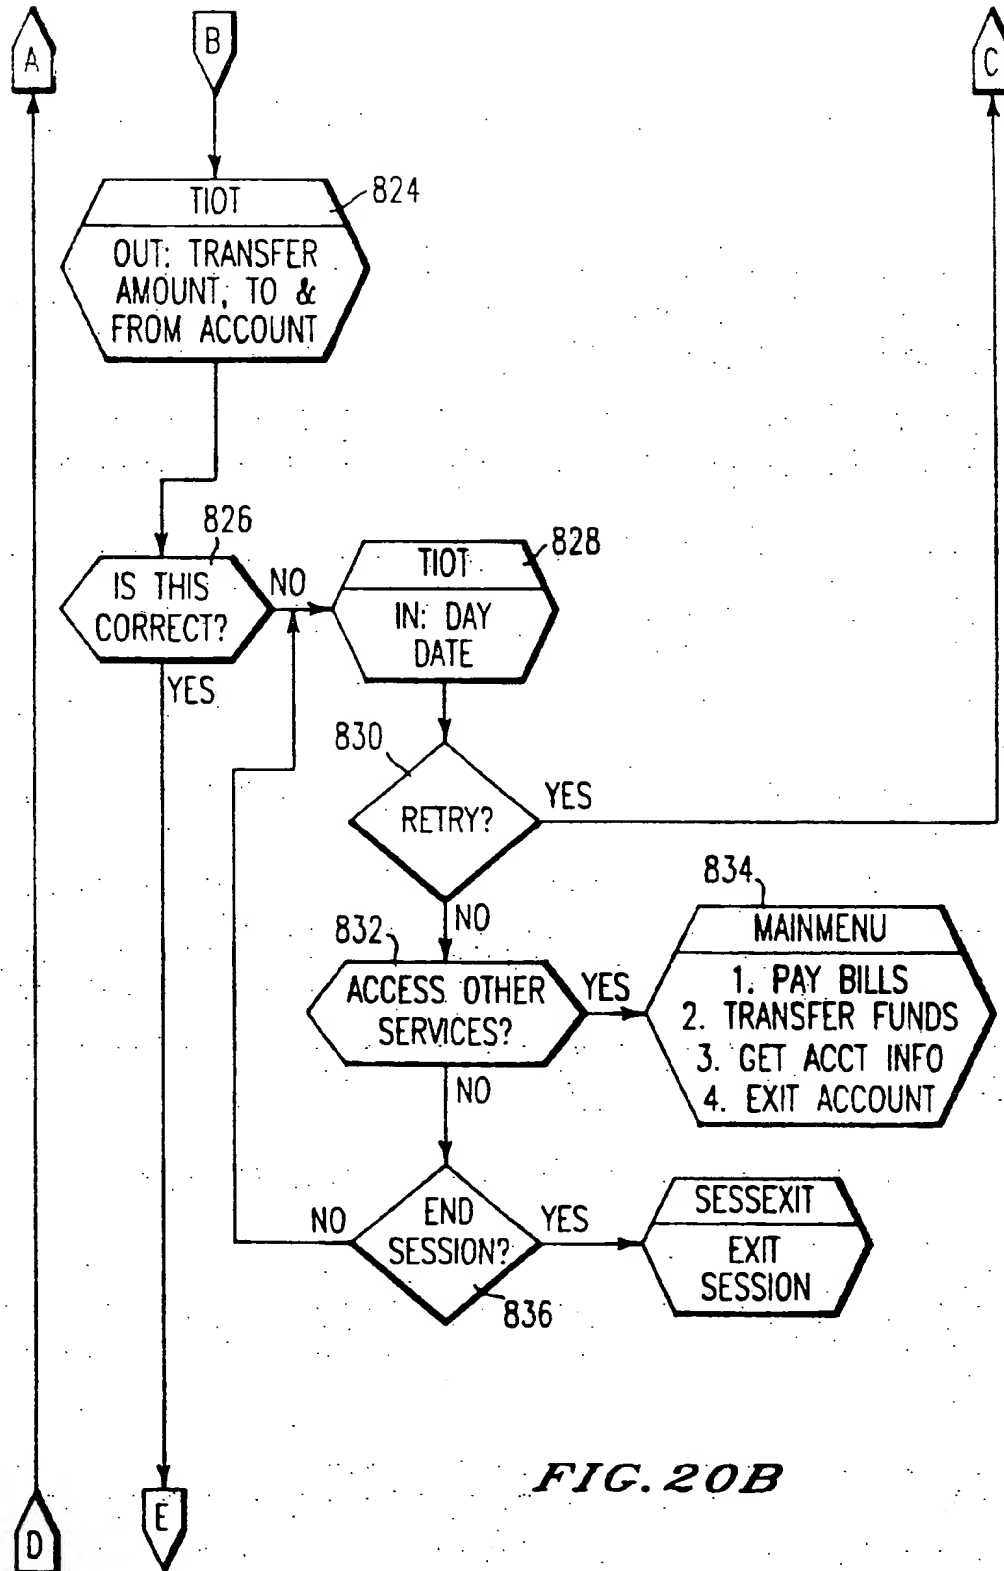 A
B
C
TIOT
824
OUT: TRANSFER
AMOUNT, TO &
FROM ACCOUNT
826
IS THIS
CORRECT?
NO
YES
TIOT
828
IN: DAY
DATE
830
RETRY?
YES
NO
832
ACCESS OTHER
SERVICES?
YES
NO
834
MAINMENU
1. PAY BILLS
2. TRANSFER FUNDS
3. GET ACCT INFO
4. EXIT ACCOUNT
NO
END
SESSION?
YES
836
SESSEXIT
EXIT
SESSION
FIG. 20B
D
E